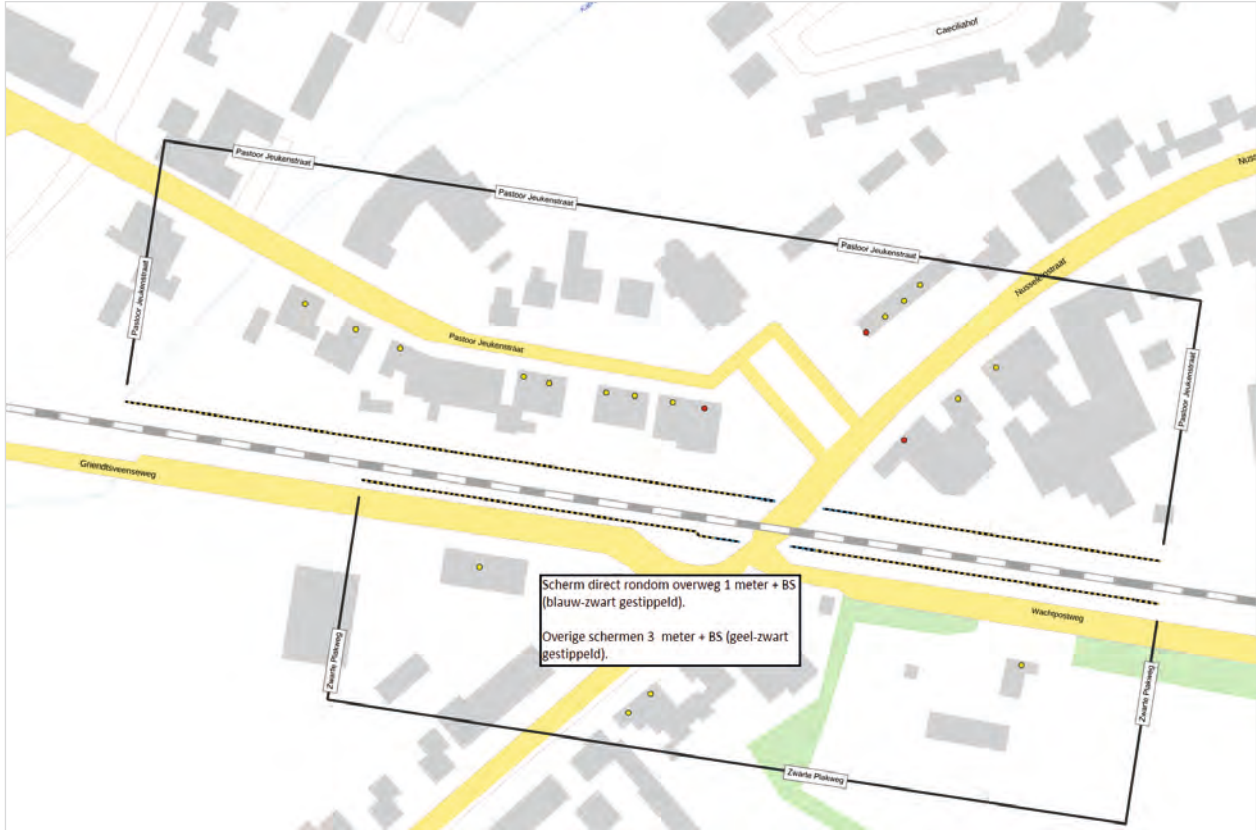 Caeciliahof
Pastoor Jeukenstraat
Pastoor Jeukenstraat
Pastoor Jeukenstraat
Pastoor Jeukenstraat
Nusseleinstraat
Pastoor Jeukenstraat
Pastoor Jeukenstraat
Griendtsveenseweg
Scherm direct rondom overweg 1 meter + BS
(blauw-zwart gestippeld).
Overige schermen 3 meter + BS (geel-zwart
gestippeld).
Wachtpostweg
Zwarte Plakweg
Zwarte Plakweg
Zwarte Plakweg